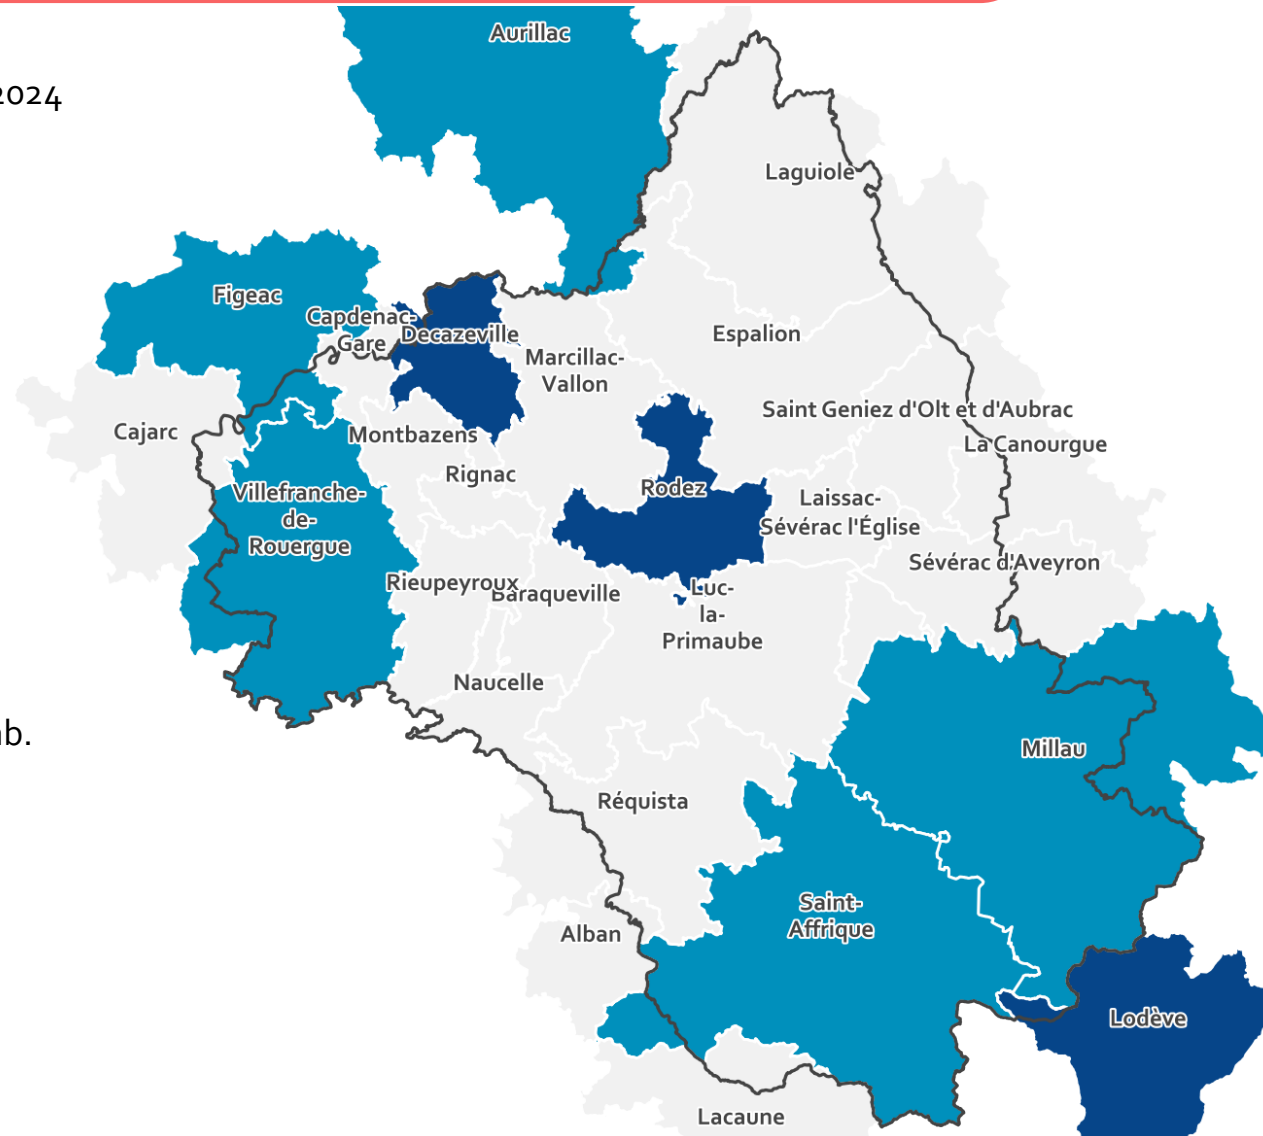 Aurillac
2024
Laguiole
Figeac
Capdenac-
Gare
Decazeville
Espalion
Marcillac-
Vallon
Saint Geniez d'Olt et d'Aubrac
Cajarc
Montbazens
La Canourgue
Rignac
Rodez
Villefranche-
de-
Rouergue
Laissac-
Sévérac l'Église
Sévérac d'Aveyron
Rieupeyroux
Baraqueville
Luc-
la-
Primaube
Naucelle
Millau
Réquista
Saint-
Affrique
Alban
Lodève
Lacaune